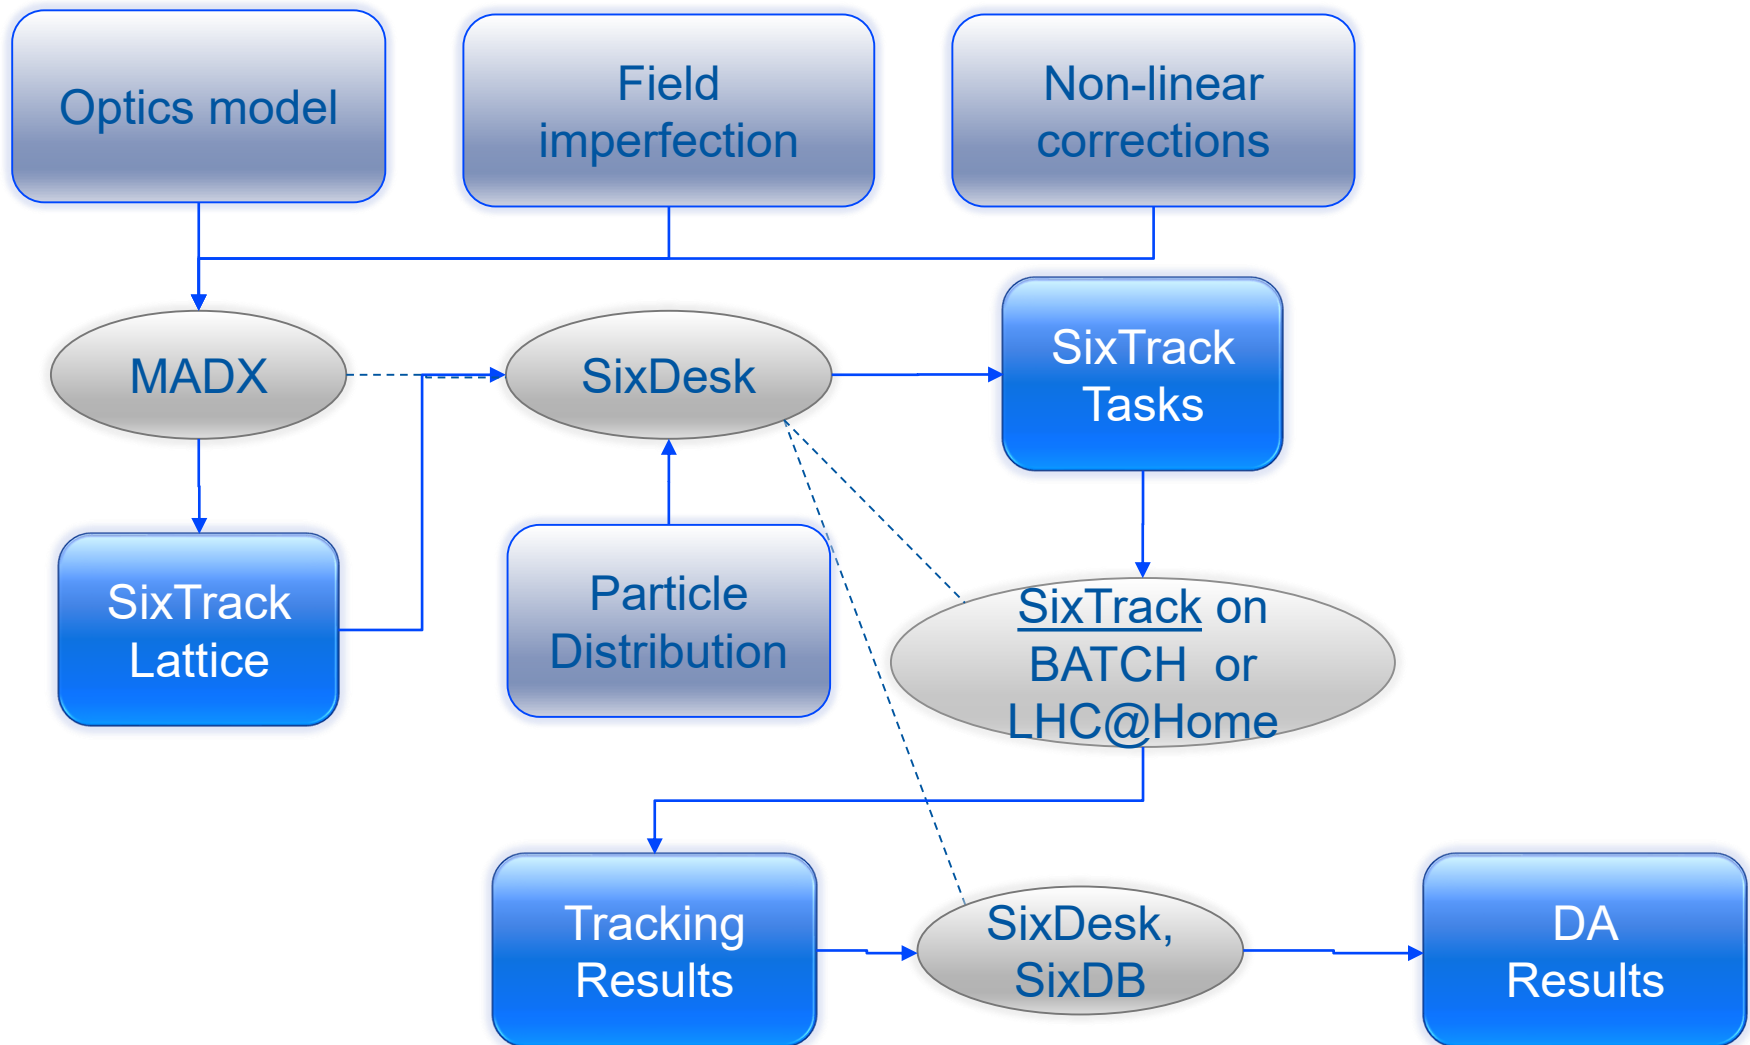 Optics model
Field
imperfection
Non-linear
corrections
MADX
SixDesk
SixTrack
Tasks
SixTrack
Lattice
Particle
Distribution
SixTrack on
BATCH or
LHC@Home
Tracking
Results
SixDesk,
SixDB
DA
Results